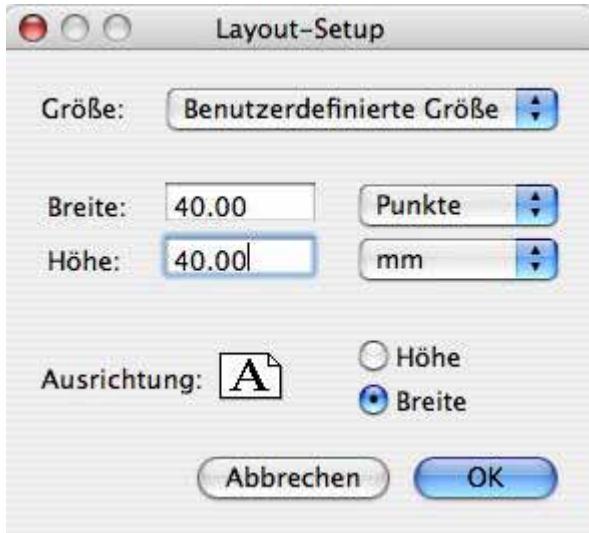 Layout-Setup
Größe: Benutzerdefinierte Größe
Breite: 40.00 Punkte
Höhe: 40.00 mm
Ausrichtung: A
Höhe
Breite
Abbrechen OK